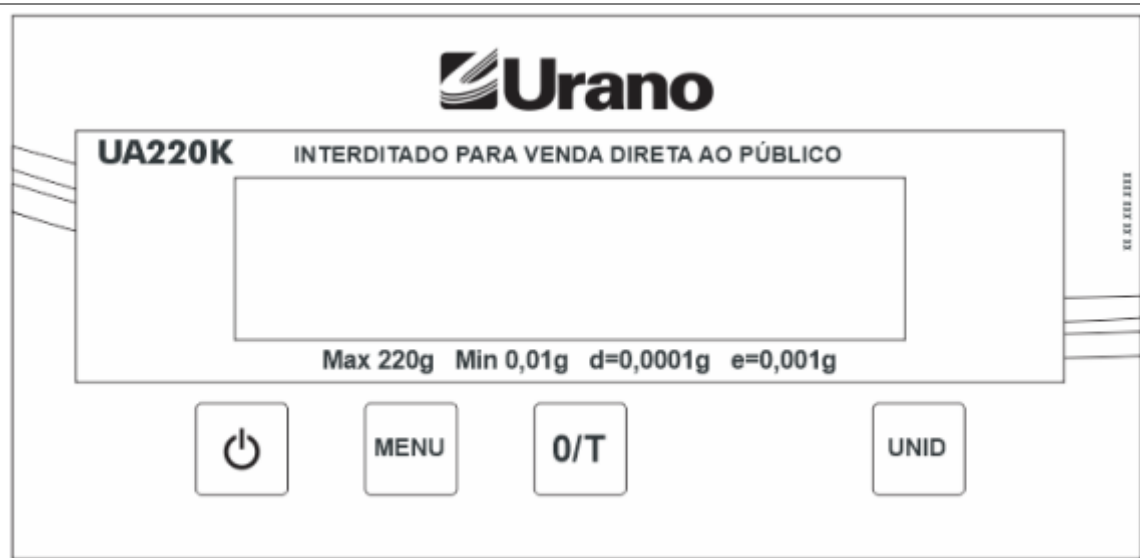 Urano
UA220K INTERDITADO PARA VENDA DIRETA AO PÚBLICO
Max 220g Min 0,01g d=0,0001g e=0,001g
MENU 0/T UNID